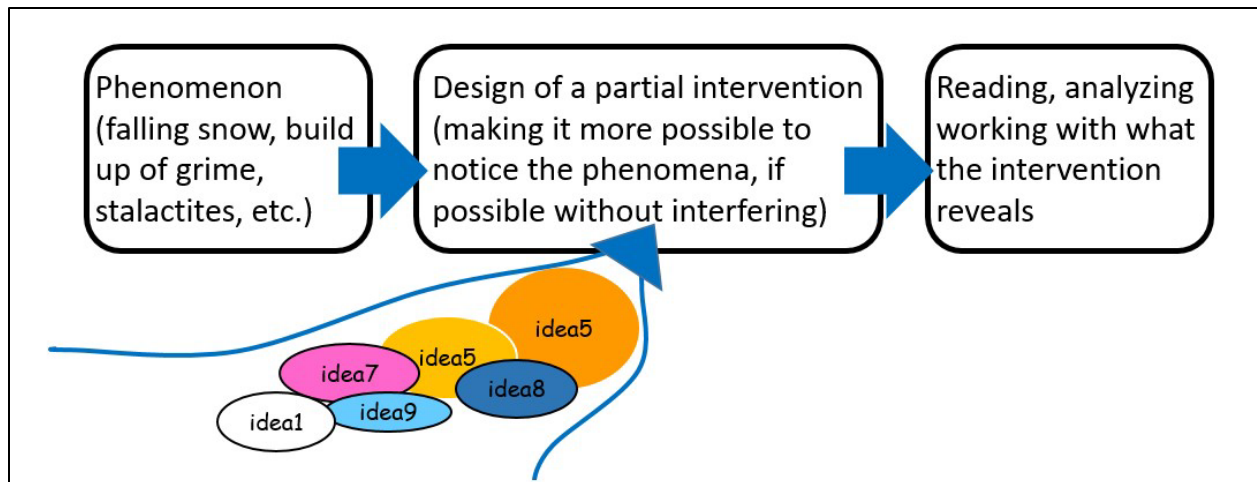 Phenomenon
(falling snow, build
up of grime,
stalactites, etc.)
Design of a partial intervention
(making it more possible to
notice the phenomena, if
possible without interfering)
Reading, analyzing
working with what
the intervention
reveals
idea5
idea5
idea7
idea8
idea9
idea1